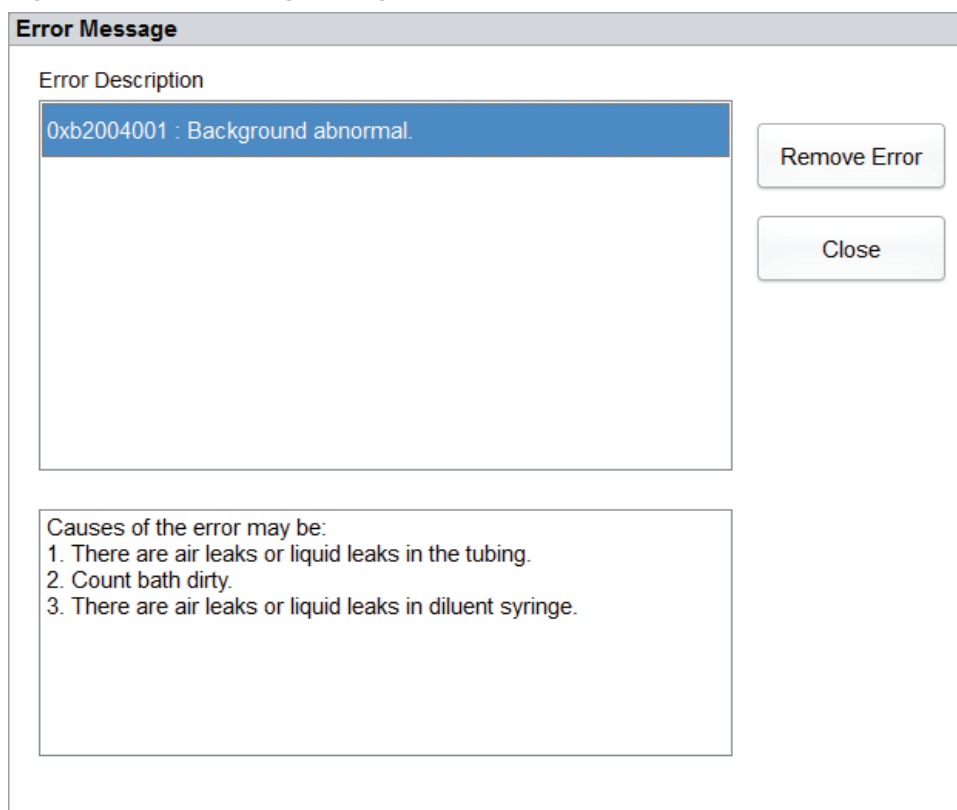 Error Message
Error Description
0xb2004001 : Background abnormal.
Remove Error
Close
Causes of the error may be:
1. There are air leaks or liquid leaks in the tubing.
2. Count bath dirty.
3. There are air leaks or liquid leaks in diluent syringe.